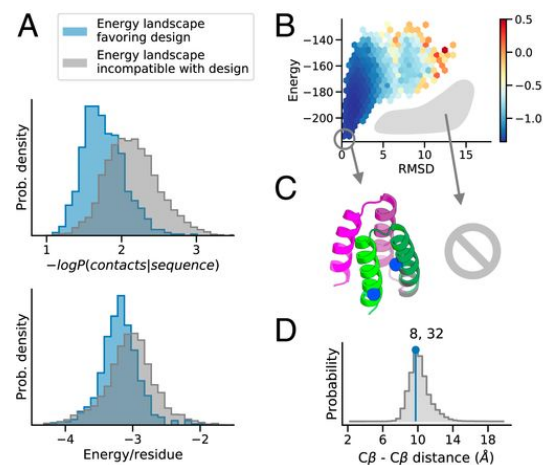 A
Energy landscape
favoring design
Energy landscape
incompatible with design
Prob. density
2
3
−logP(contacts|sequence)
Prob. density
−4
−3
−2
Energy/residue
B
−140
−160
−180
−200
Energy
0
5
10
15
RMSD
0.5
0.0
−0.5
−1.0
C
D
8, 32
Probability
2
6
10
14
18
Cβ - Cβ distance (Å)